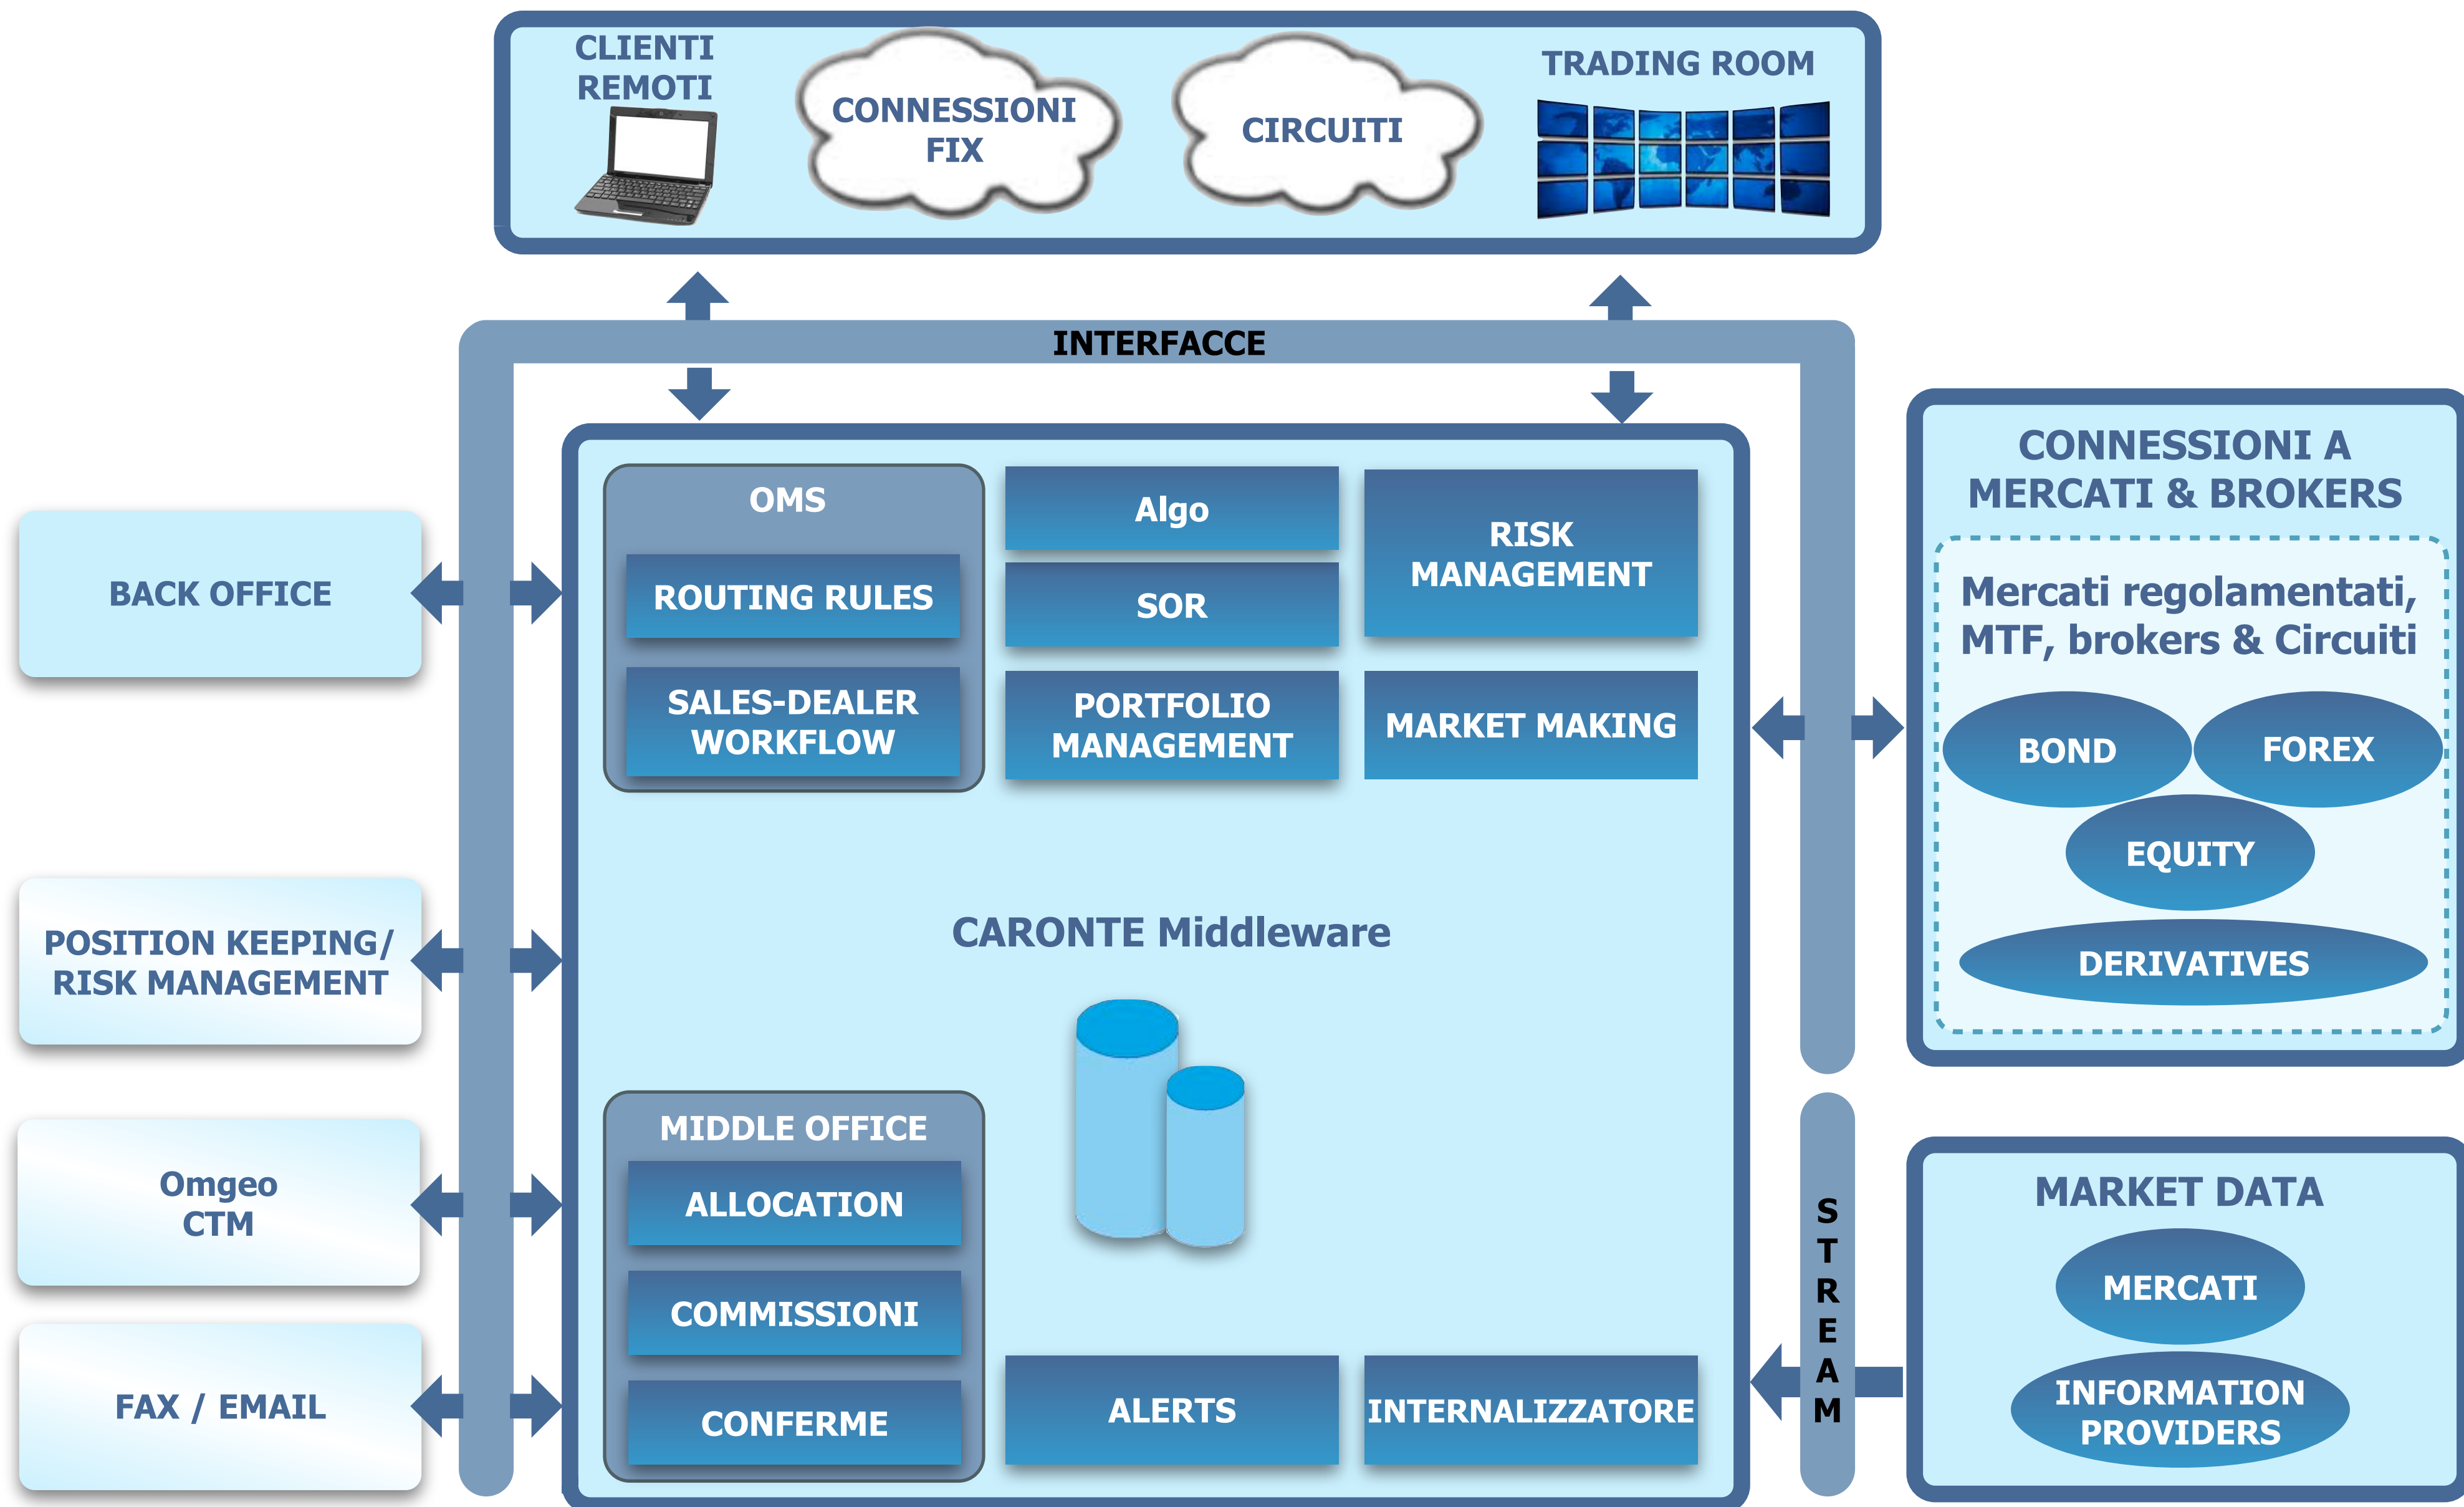 CLIENTI
REMOTI
CONNESSIONI
FIX
CIRCUITI
TRADING ROOM
INTERFACCE
BACK OFFICE
POSITION KEEPING/
RISK MANAGEMENT
Omgeo
CTM
FAX / EMAIL
OMS
ROUTING RULES
SALES-DEALER
WORKFLOW
Algo
SOR
PORTFOLIO
MANAGEMENT
RISK
MANAGEMENT
MARKET MAKING
CARONTE Middleware
MIDDLE OFFICE
ALLOCATION
COMMISSIONI
CONFERME
ALERTS
INTERNALIZZATORE
CONNESSIONI A
MERCATI & BROKERS
Mercati regolamentati,
MTF, brokers & Circuiti
BOND
FOREX
EQUITY
DERIVATIVES
STREAM
MARKET DATA
MERCATI
INFORMATION
PROVIDERS